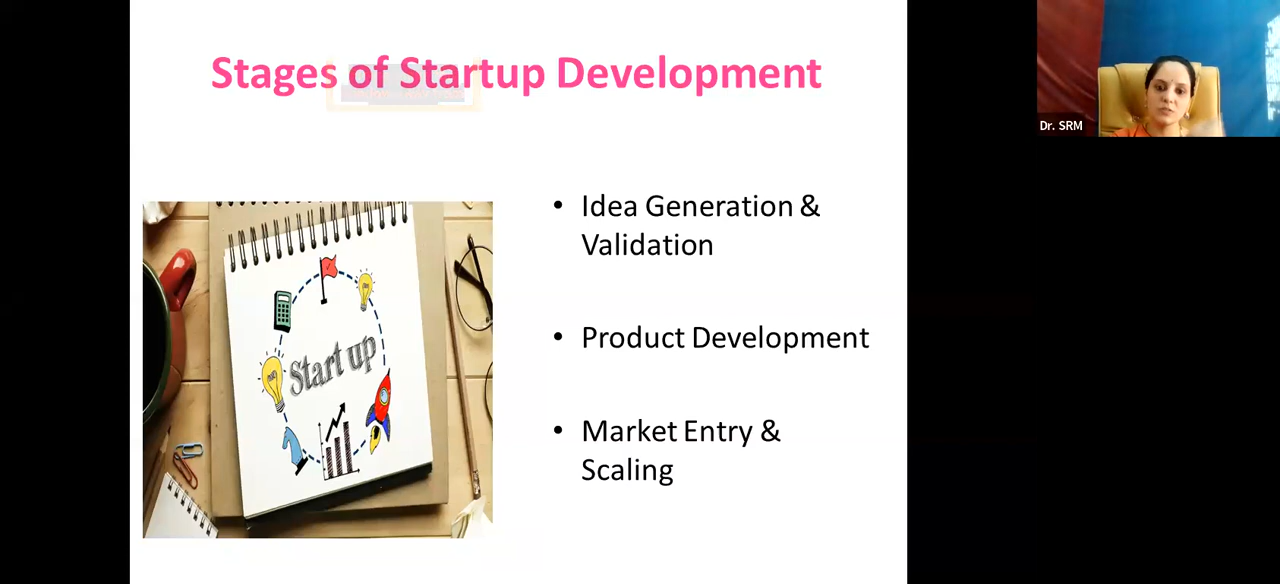 Stages of Startup Development
Dr. SRM
• Idea Generation &
Validation
Start up
• Product Development
• Market Entry &
Scaling